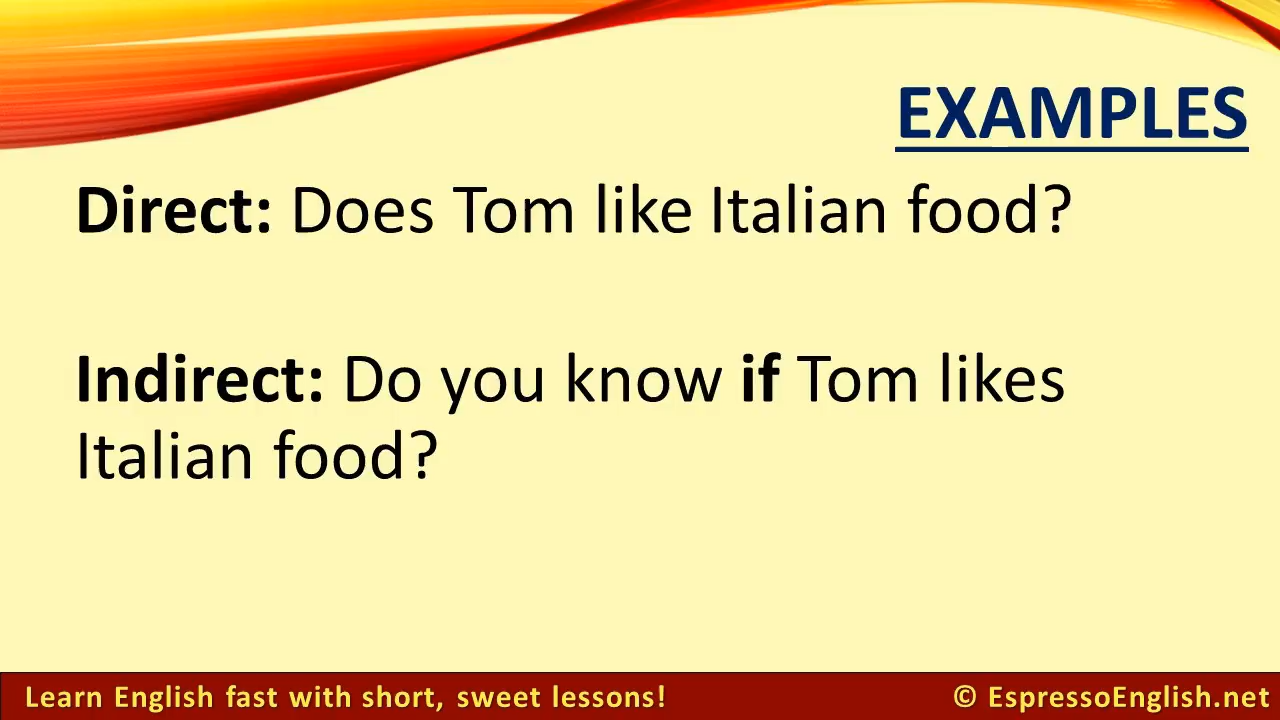 EXAMPLES
Direct: Does Tom like Italian food?
Indirect: Do you know if Tom likes
Italian food?
Learn English fast with short, sweet lessons!
© EspressoEnglish.net